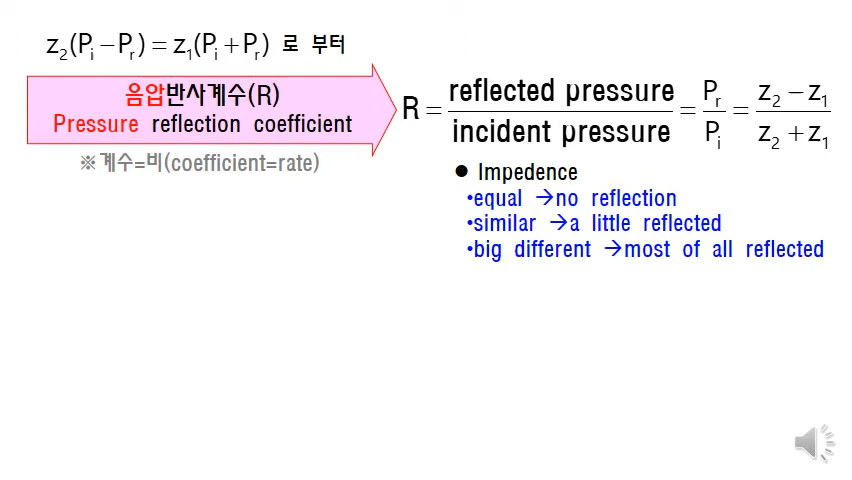 z₂(Pᵢ−Pᵣ)=z₁(Pᵢ+Pᵣ) 로 부터
음압반사계수(R)
Pressure reflection coefficient
※계수=비(coefficient=rate)
R = reflected pressure / incident pressure = Pᵣ / Pᵢ = z₂−z₁ / z₂+z₁
● Impedence
•equal →no reflection
•similar →a little reflected
•big different →most of all reflected